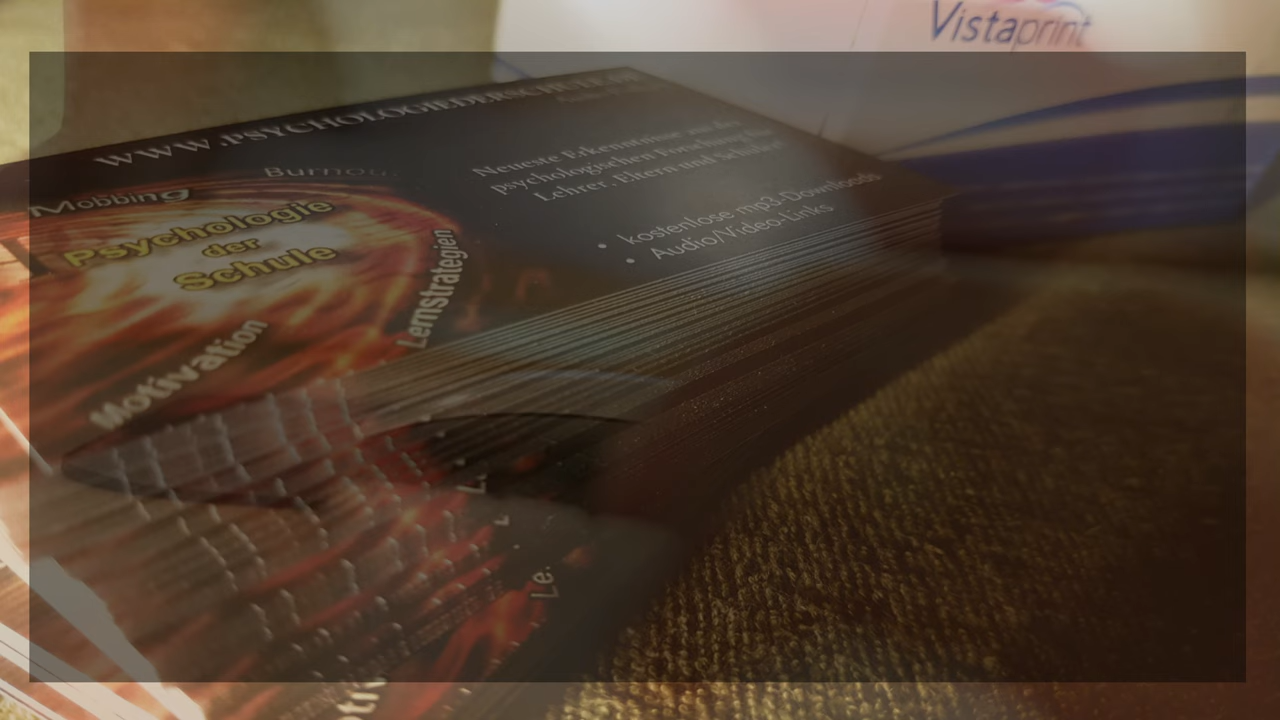 Vistaprint
WWW.PSYCHOLOGIEDERSCHULE.DE
Neueste Erkenntnisse aus der
psychologischen Forschung für
Lehrer, Eltern und Schüler
• kostenlose mp3-Downloads
• Audio/Video-Links
Mobbing
Burnou
Psychologie
der
Schule
Lernstrategien
Motivation